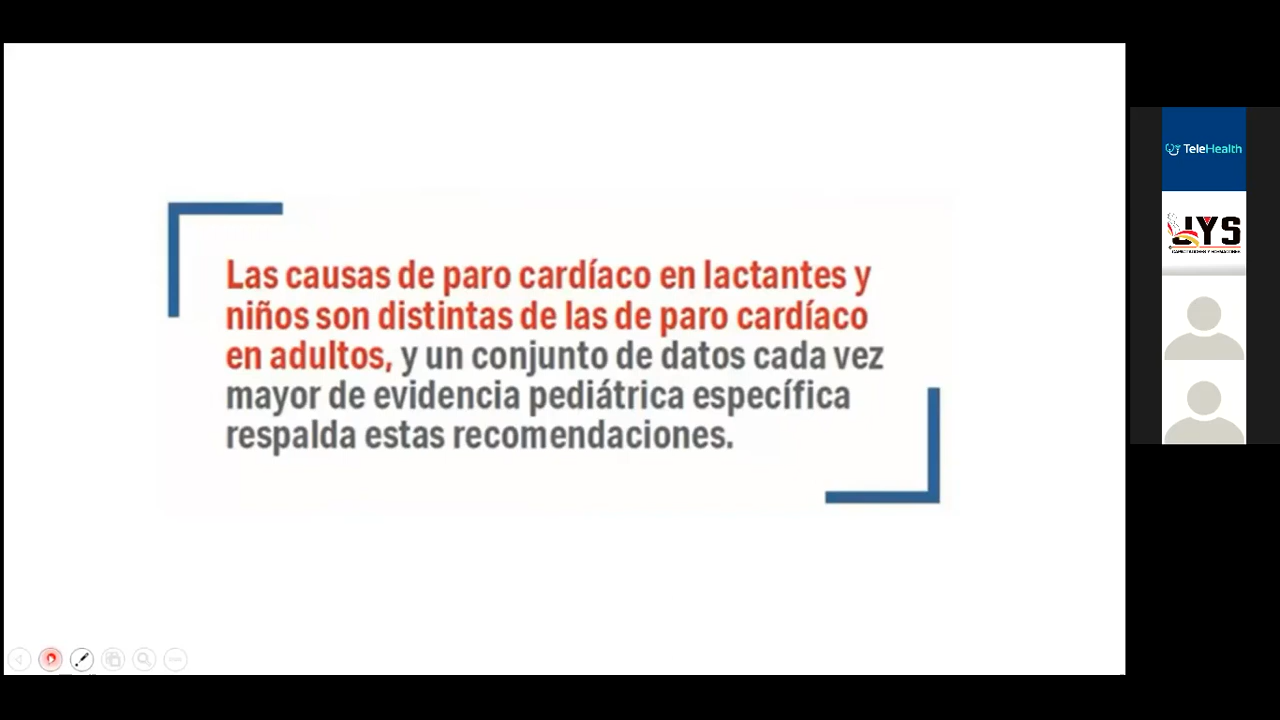 Las causas de paro cardíaco en lactantes y
niños son distintas de las de paro cardíaco
en adultos, y un conjunto de datos cada vez
mayor de evidencia pediátrica específica
respalda estas recomendaciones.
TeleHealth
JYS